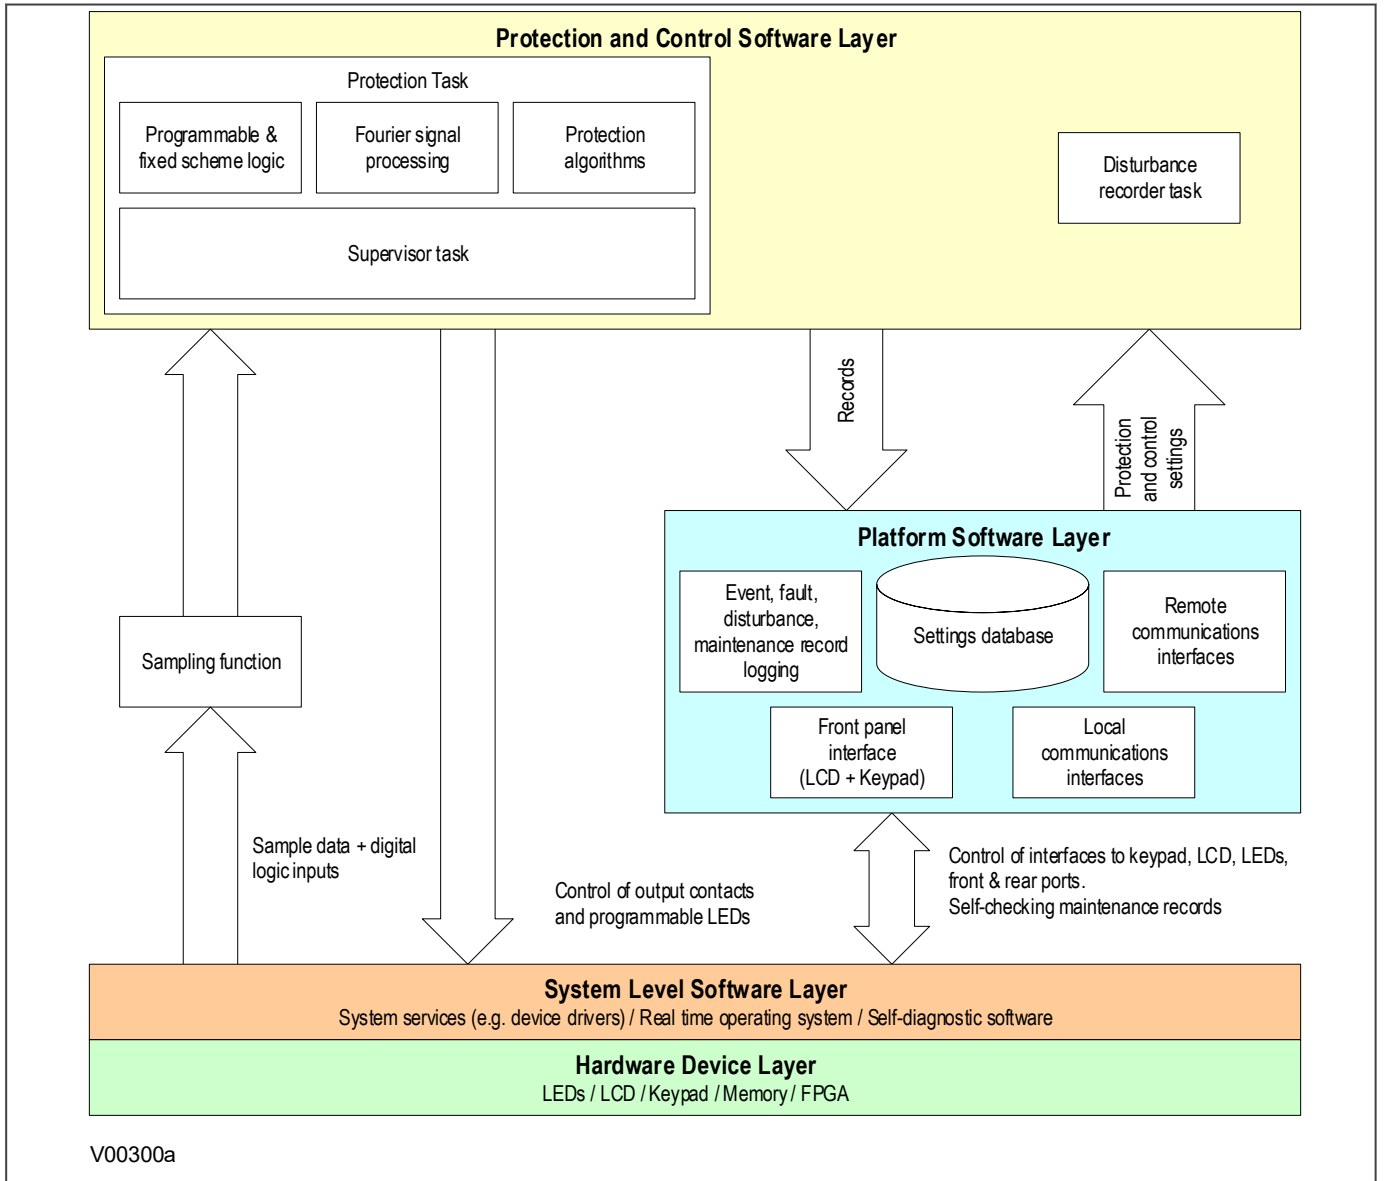 Protection and Control Software Layer
Protection Task
Programmable &
fixed scheme logic
Fourier signal
processing
Protection
algorithms
Disturbance
recorder task
Supervisor task
Records
Protection
and control
settings
Platform Software Layer
Event, fault,
disturbance,
maintenance record
logging
Settings database
Remote
communications
interfaces
Sampling function
Front panel
interface
(LCD + Keypad)
Local
communications
interfaces
Sample data + digital
logic inputs
Control of output contacts
and programmable LEDs
Control of interfaces to keypad, LCD, LEDs,
front & rear ports.
Self-checking maintenance records
System Level Software Layer
System services (e.g. device drivers) / Real time operating system / Self-diagnostic software
Hardware Device Layer
LEDs / LCD / Keypad / Memory / FPGA
V00300a